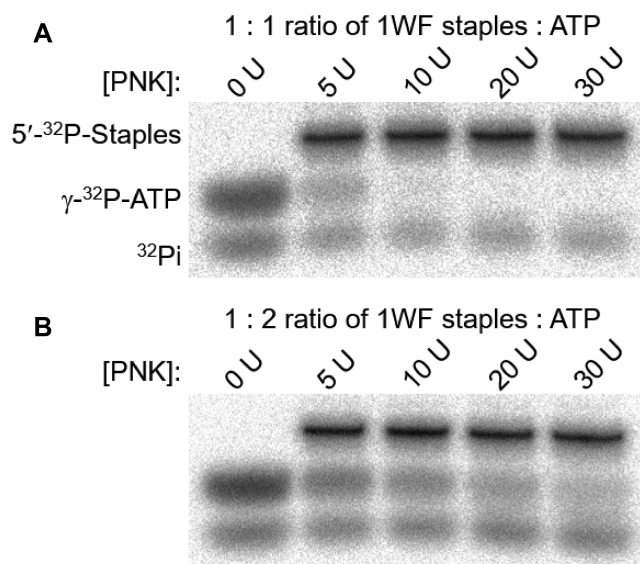 A
1 : 1 ratio of 1WF staples : ATP
[PNK]: 0 U 5 U 10 U 20 U 30 U
5′-³²P-Staples
γ-³²P-ATP
³²Pi
B
1 : 2 ratio of 1WF staples : ATP
[PNK]: 0 U 5 U 10 U 20 U 30 U